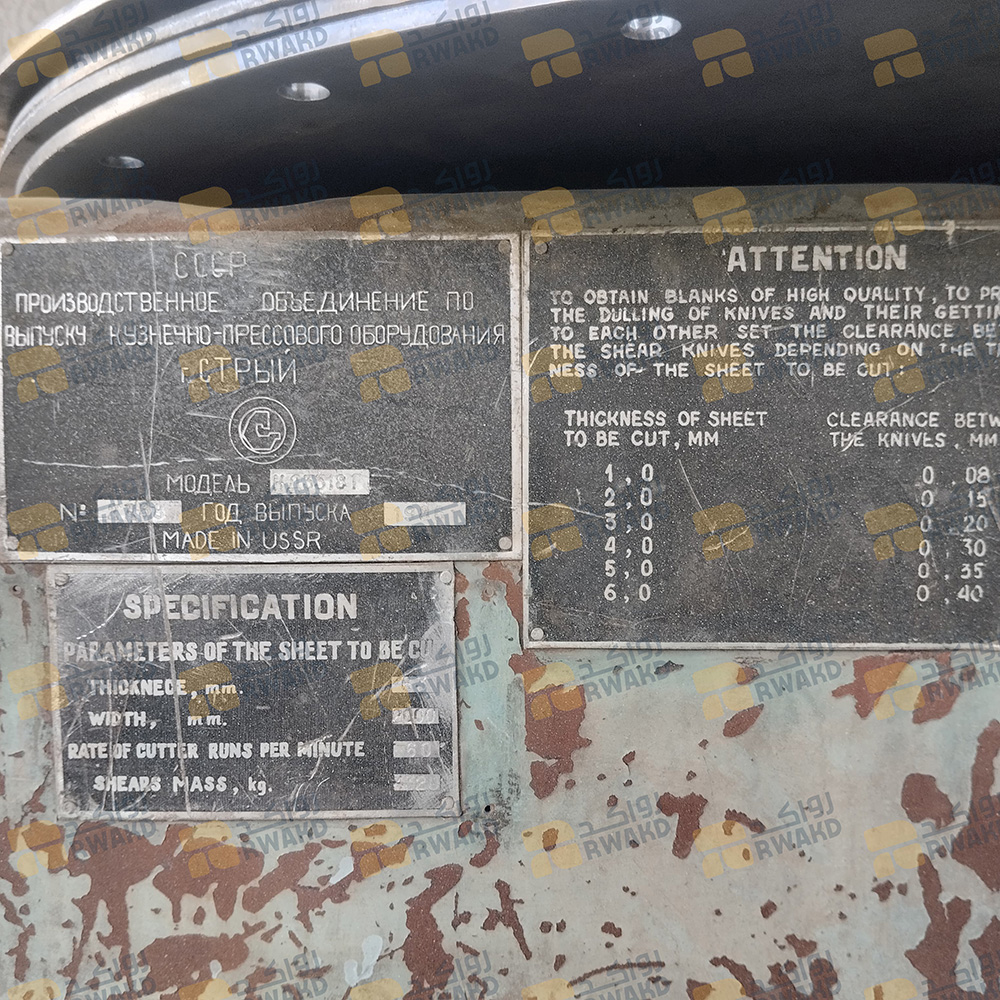 СССР
ПРОИЗВОДСТВЕННОЕ ОБЪЕДИНЕНИЕ ПО
ВЫПУСКУ КУЗНЕЧНО-ПРЕССОВОГО ОБОРУДОВАНИЯ
г.СТРЫЙ
МОДЕЛЬ
№ ГОД ВЫПУСКА
MADE IN USSR
SPECIFICATION
PARAMETERS OF THE SHEET TO BE
THICKNECE, mm.
WIDTH, mm.
RATE OF CUTTER RUNS PER MINUTE 60
SHEARS MASS, kg.
ATTENTION
TO OBTAIN BLANKS OF HIGH QUALITY, TO
THE DULLING OF KNIVES AND THEIR
TO EACH OTHER SET THE CLEARANCE
THE SHEAR KNIVES DEPENDING ON THE
NESS OF THE SHEET TO BE CUT:
THICKNESS OF SHEET CLEARANCE
TO BE CUT, MM THE KNIVES, MM
1,0 0,08
2,0 0,15
3,0 0,20
4,0 0,30
5,0 0,35
6,0 0,40
رواكد
RWAKD